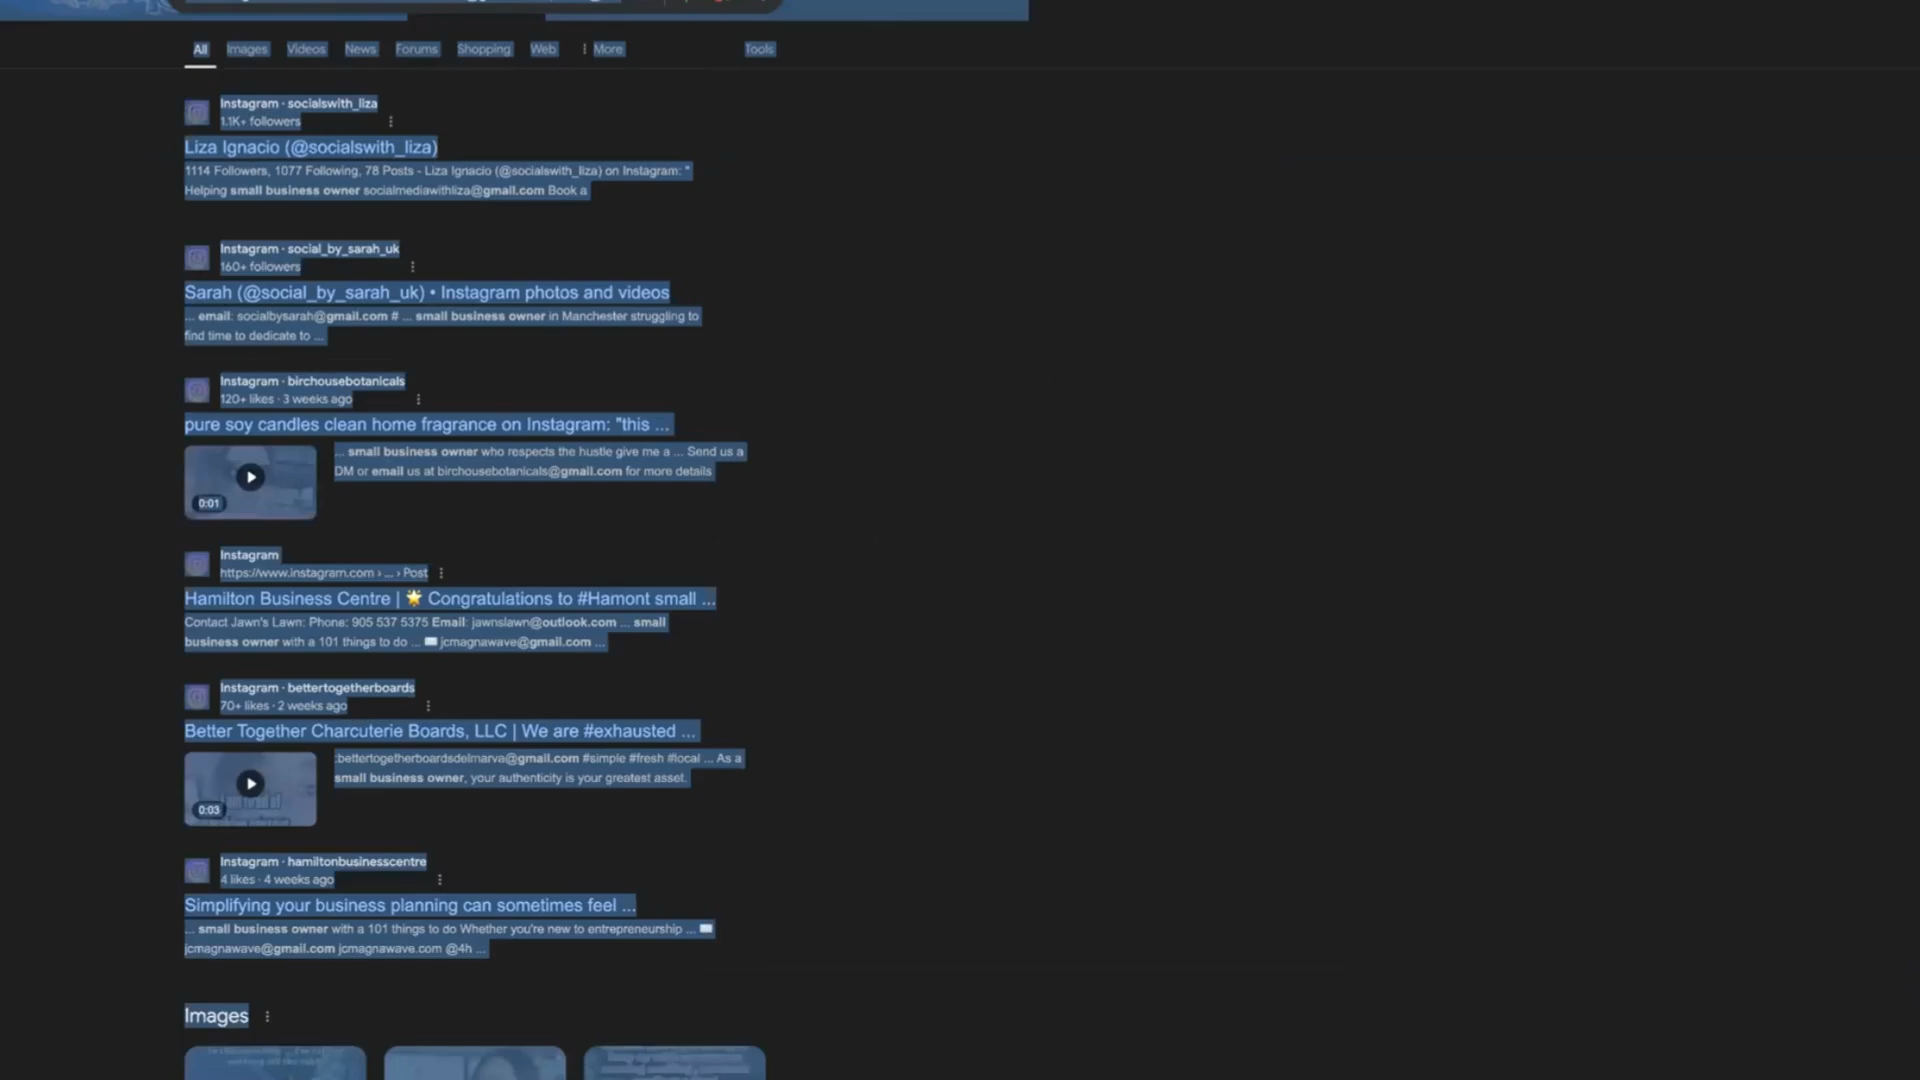 All Images Videos News Forums Shopping Web More Tools
Instagram · socialswith_liza
1.1K+ followers
Liza Ignacio (@socialswith_liza)
1114 Followers, 1077 Following, 78 Posts - Liza Ignacio (@socialswith_liza) on Instagram: "
Helping small business owner socialmediawithliza@gmail.com Book a
Instagram · social_by_sarah_uk
160+ followers
Sarah (@social_by_sarah_uk) • Instagram photos and videos
... email: socialbysarah@gmail.com # ... small business owner in Manchester struggling to
find time to dedicate to ...
Instagram · birchousebotanicals
120+ likes · 3 weeks ago
pure soy candles clean home fragrance on Instagram: "this ...
... small business owner who respects the hustle give me a ... Send us a
DM or email us at birchousebotanicals@gmail.com for more details
0:01
Instagram
https://www.instagram.com › ... › Post
Hamilton Business Centre | 🌟 Congratulations to #Hamont small ...
Contact Jawn's Lawn: Phone: 905 537 5375 Email: jawnslawn@outlook.com ... small
business owner with a 101 things to do ... ✉️ jcmagnawave@gmail.com ...
Instagram · bettertogetherboards
70+ likes · 2 weeks ago
Better Together Charcuterie Boards, LLC | We are #exhausted ...
:bettertogetherboardsdelmarva@gmail.com #simple #fresh #local ... As a
small business owner, your authenticity is your greatest asset.
0:03
Instagram · hamiltonbusinesscentre
4 likes · 4 weeks ago
Simplifying your business planning can sometimes feel ...
... small business owner with a 101 things to do Whether you're new to entrepreneurship ... ✉️
jcmagnawave@gmail.com jcmagnawave.com @4h ...
Images